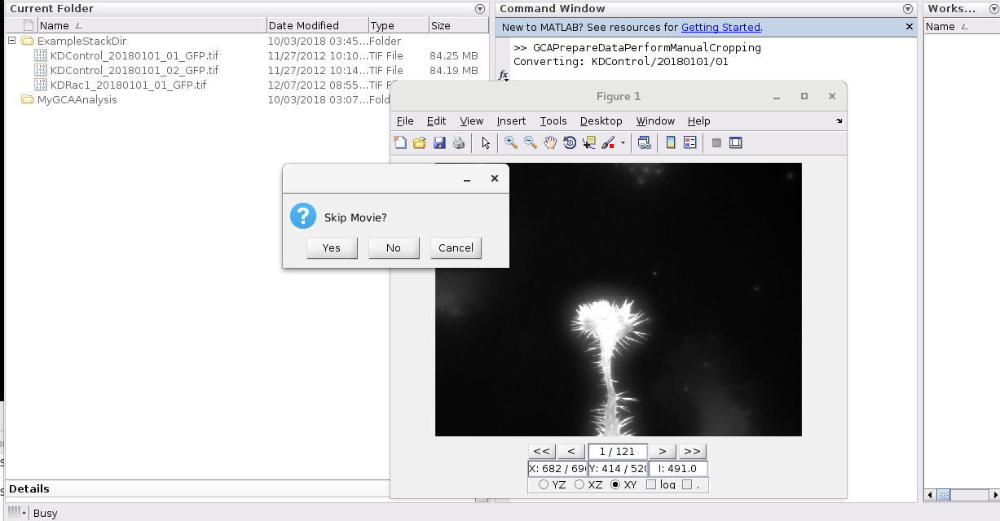 Current Folder
Name Date Modified Type Size
ExampleStackDir 10/03/2018 03:45... Folder
KDControl_20180101_01_GFP.tif 11/27/2012 10:10... TIF File 84.25 MB
KDControl_20180101_02_GFP.tif 11/27/2012 10:14... TIF File 84.19 MB
KDRac1_20180101_01_GFP.tif 12/07/2012 08:55... TIF
MyGCAAnalysis 10/03/2018 03:07... Fold
Command Window
New to MATLAB? See resources for Getting Started.
>> GCAPrepareDataPerformManualCropping
Converting: KDControl/20180101/01
fx
Works...
Name
Figure 1
File Edit View Insert Tools Desktop Window Help
Skip Movie?
Yes No Cancel
<< < 1 / 121 > >>
X: 682 / 69 Y: 414 / 520 I: 491.0
YZ XZ XY log .
Details
Busy